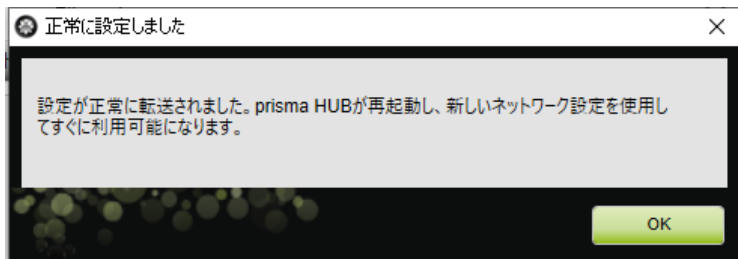 正常に設定しました
設定が正常に転送されました。prisma HUBが再起動し、新しいネットワーク設定を使用し
てすぐに利用可能になります。
OK